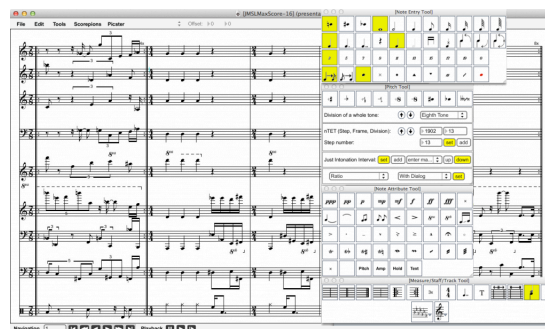 [JMSLMaxScore-16] (presenta
[Note Entry Tool]
File Edit Tools Scorepions Picster Offset
[Pitch Tool]
Division of a whole tone: Eighth Tone
nTET (Step, Frame, Division): 1902 13
Step number: 13 set add
Just Intonation Interval: set add enter me... up down
Ratio With Dialog set
[Note Attribute Tool]
ppp pp p mp mf f ff fff
Pitch Amp Hold Text
[Measure/Staff/Track Tool]
T
Navigation Playback